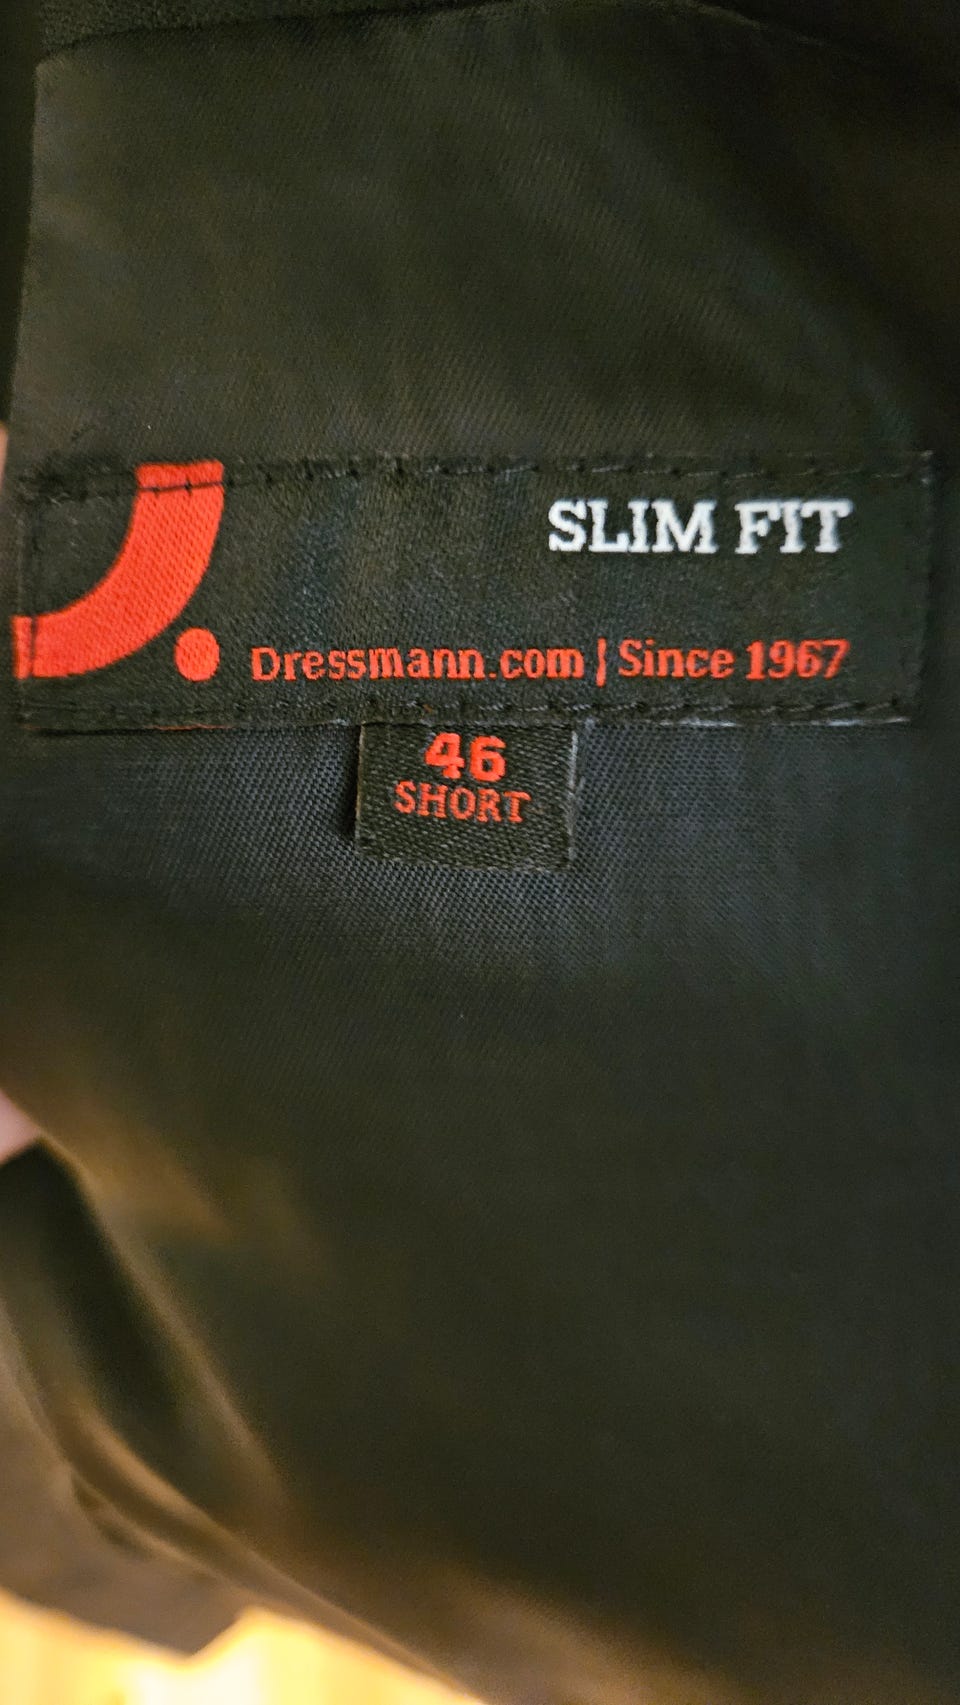 SLIM FIT
Dressmann.com | Since 1967
46
SHORT